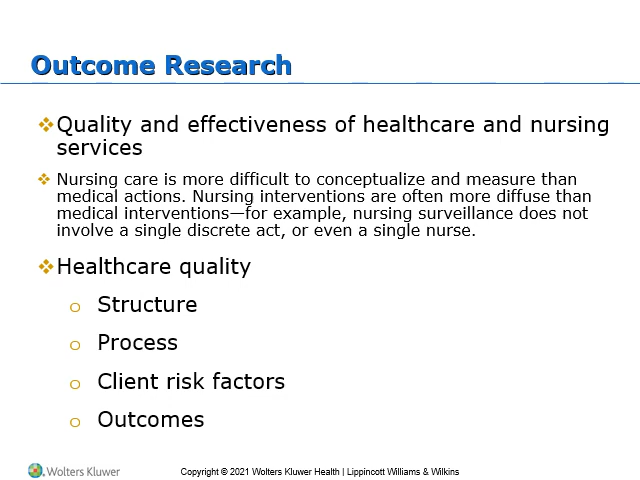 Outcome Research
❖Quality and effectiveness of healthcare and nursing
services
❖ Nursing care is more difficult to conceptualize and measure than
medical actions. Nursing interventions are often more diffuse than
medical interventions—for example, nursing surveillance does not
involve a single discrete act, or even a single nurse.
❖Healthcare quality
o Structure
o Process
o Client risk factors
o Outcomes
Wolters Kluwer
Copyright © 2021 Wolters Kluwer Health | Lippincott Williams & Wilkins